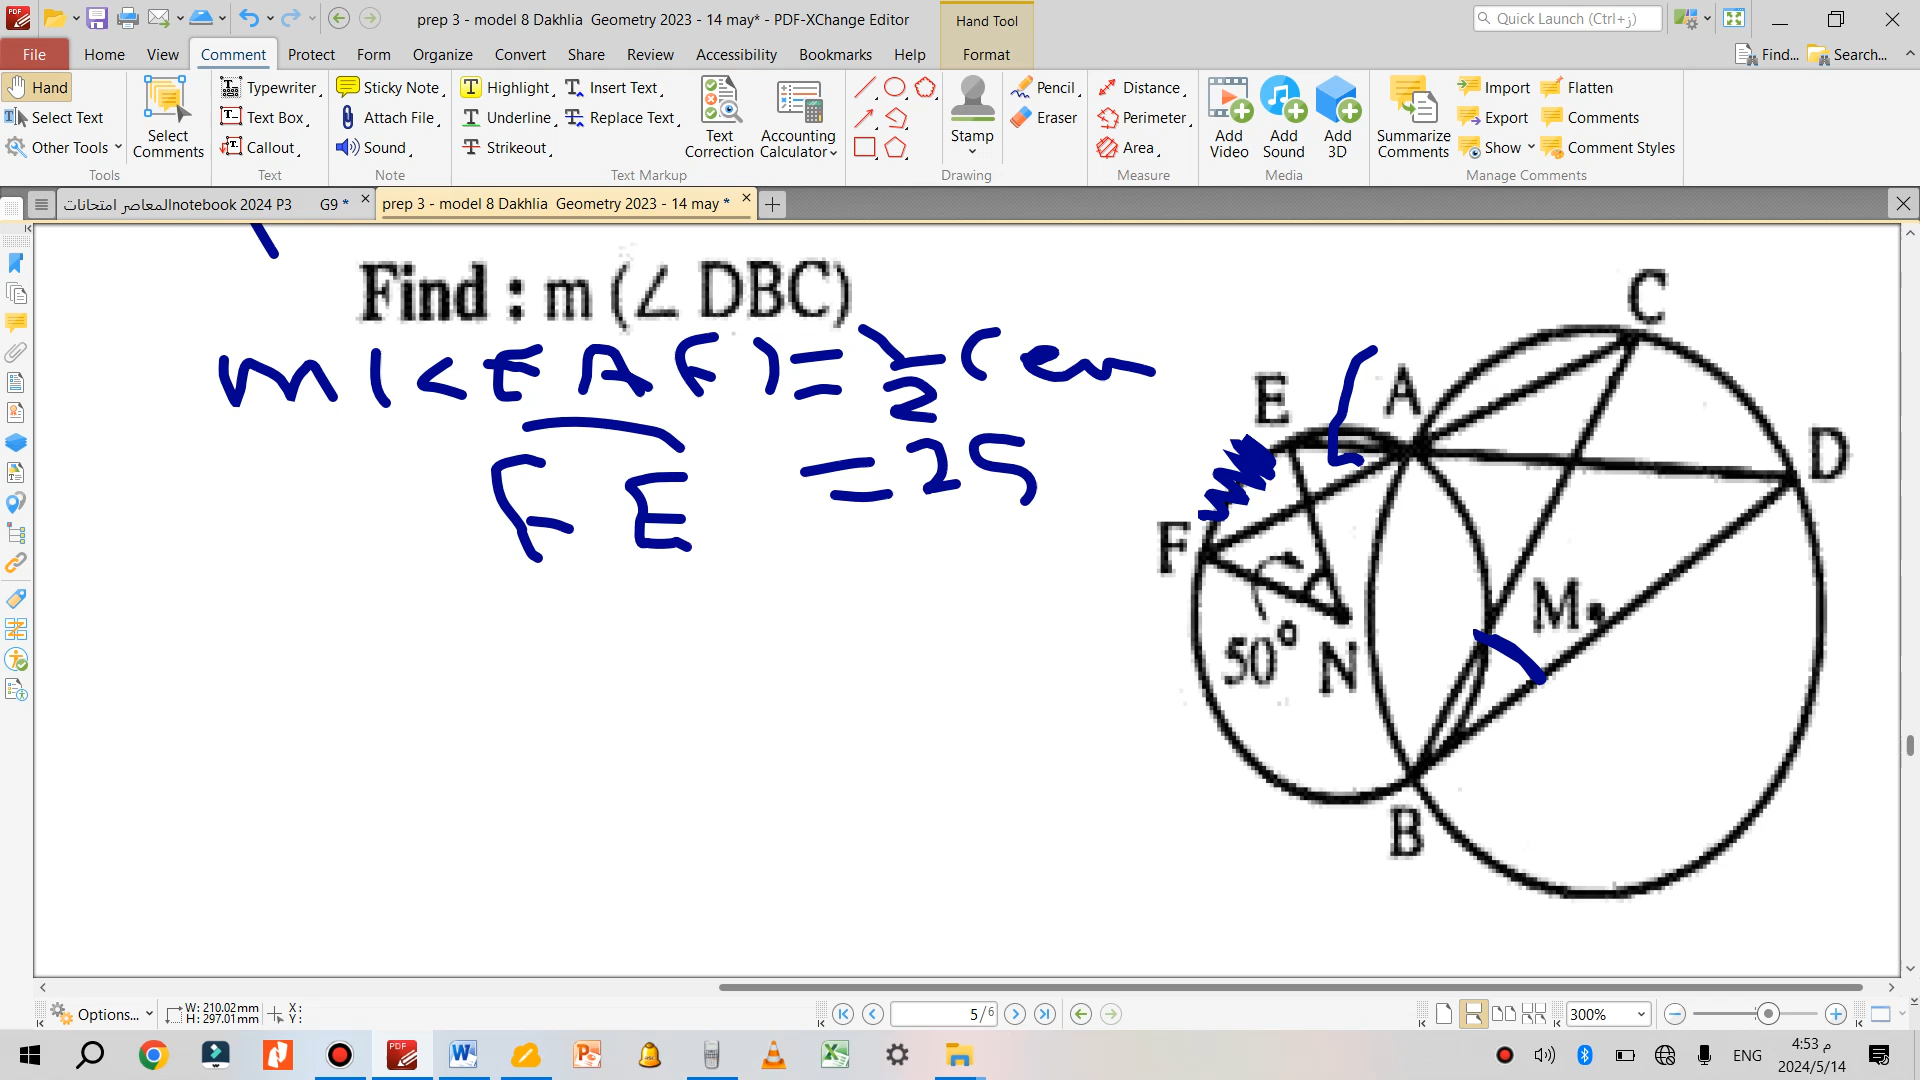 prep 3 - model 8 Dakhlia  Geometry 2023 - 14 may* - PDF-XChange Editor
Hand Tool
Quick Launch (Ctrl+ز)
File Home View Comment Protect Form Organize Convert Share Review Accessibility Bookmarks Help Format Find... Search...
Hand
Select Text
Other Tools
Tools
Select Comments
Typewriter
Text Box
Callout
Text
Sticky Note
Attach File
Sound
Note
Highlight
Underline
Strikeout
Insert Text
Replace Text
Text Markup
Text Correction
Accounting Calculator
Drawing
Stamp
Pencil
Eraser
Distance
Perimeter
Area
Measure
Add Video
Add Sound
Add 3D
Media
Summarize Comments
Import
Export
Show
Flatten
Comments
Comment Styles
Manage Comments
المعاصر امتحاناتnotebook 2024 P3 G9 *
prep 3 - model 8 Dakhlia  Geometry 2023 - 14 may *
Find : m (∠ DBC)
m(<EAF) = 1/2 (cen
FE = 25
C
E
A
D
F
M
50° N
B
Options...
W: 210.02mm
H: 297.01mm
X:
Y:
5/6
300%
ENG
4:53 م
2024/5/14